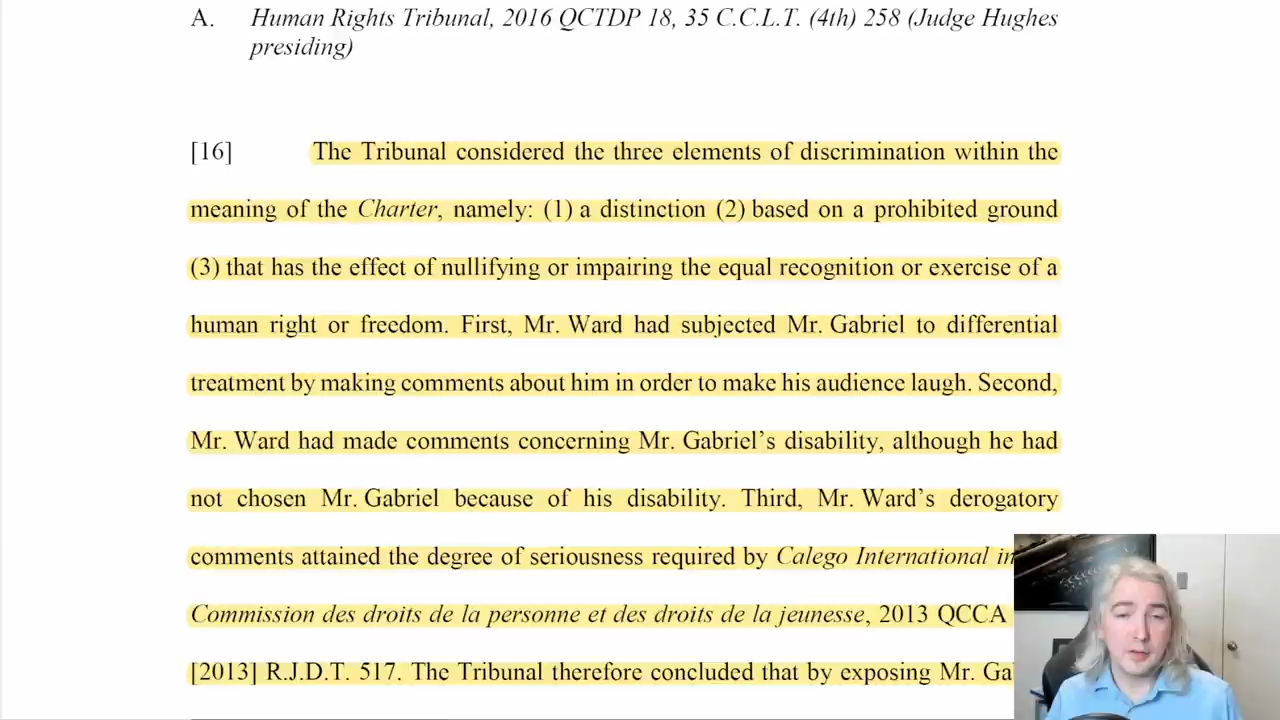 A. Human Rights Tribunal, 2016 QCTDP 18, 35 C.C.L.T. (4th) 258 (Judge Hughes
presiding)
[16] The Tribunal considered the three elements of discrimination within the
meaning of the Charter, namely: (1) a distinction (2) based on a prohibited ground
(3) that has the effect of nullifying or impairing the equal recognition or exercise of a
human right or freedom. First, Mr. Ward had subjected Mr. Gabriel to differential
treatment by making comments about him in order to make his audience laugh. Second,
Mr. Ward had made comments concerning Mr. Gabriel’s disability, although he had
not chosen Mr. Gabriel because of his disability. Third, Mr. Ward’s derogatory
comments attained the degree of seriousness required by Calego International in
Commission des droits de la personne et des droits de la jeunesse, 2013 QCCA
[2013] R.J.D.T. 517. The Tribunal therefore concluded that by exposing Mr. Ga